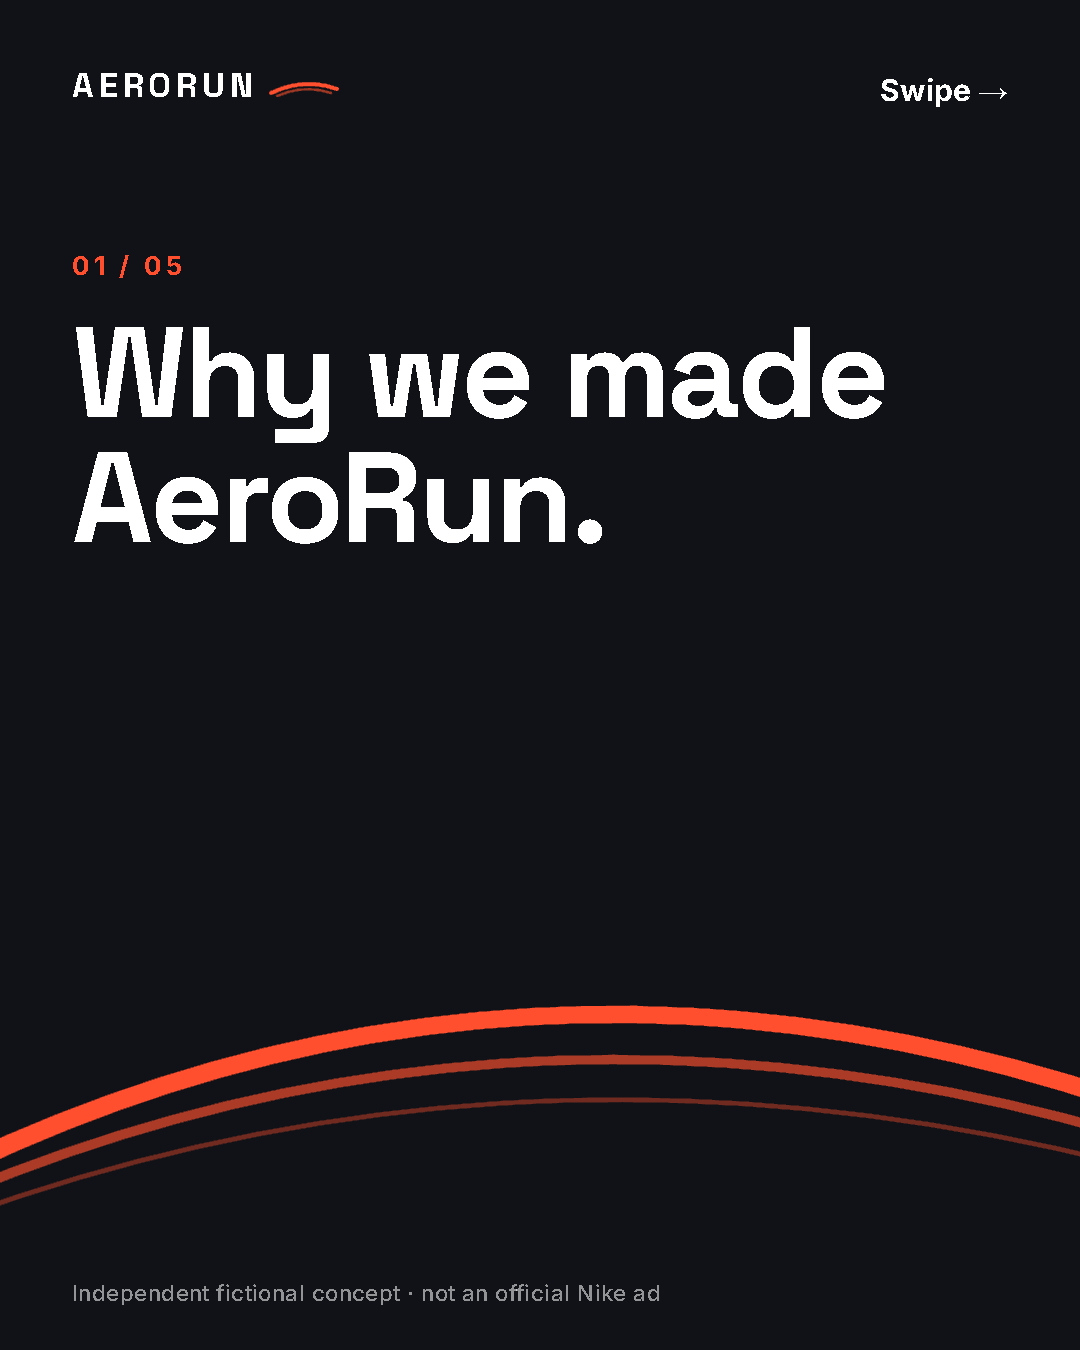 AERORUN
Swipe →
01 / 05
Why we made
AeroRun.
Independent fictional concept · not an official Nike ad